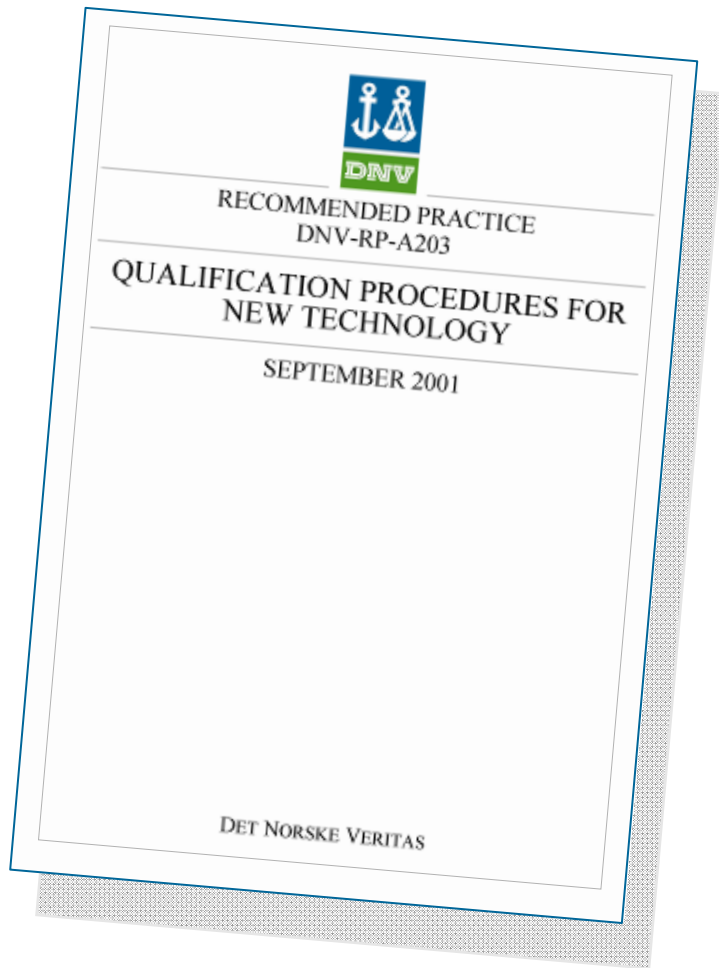 DNV
RECOMMENDED PRACTICE
DNV-RP-A203
QUALIFICATION PROCEDURES FOR
NEW TECHNOLOGY
SEPTEMBER 2001
DET NORSKE VERITAS